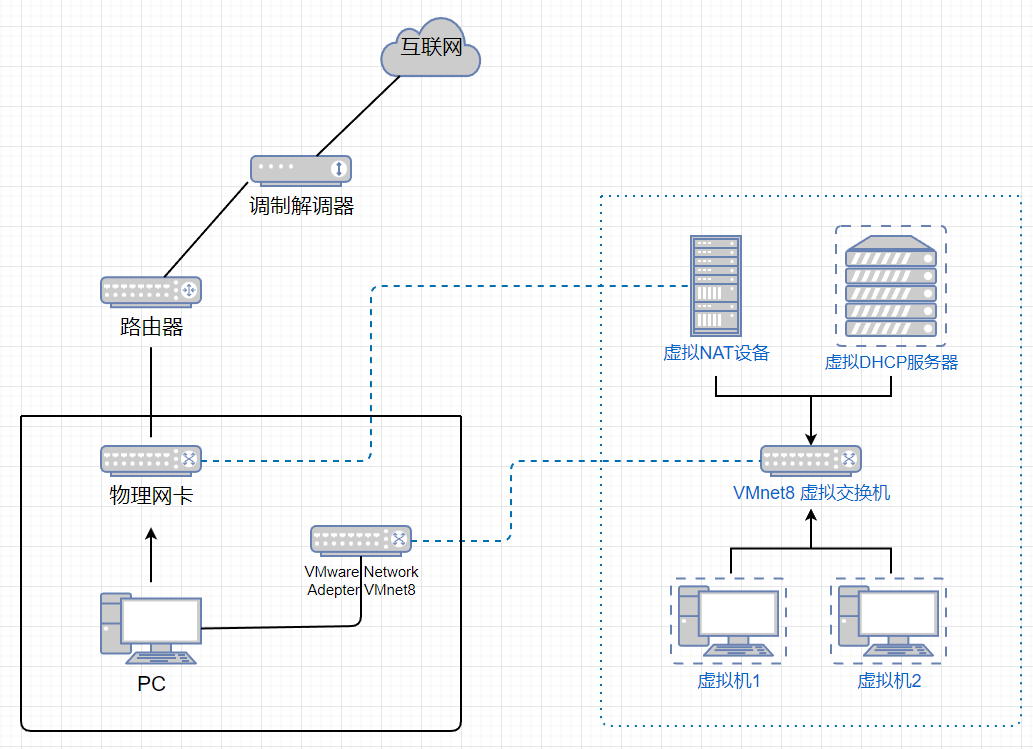 互联网
调制解调器
路由器
虚拟NAT设备
虚拟DHCP服务器
物理网卡
VMnet8 虚拟交换机
VMware Network
Adepter VMnet8
PC
虚拟机1
虚拟机2